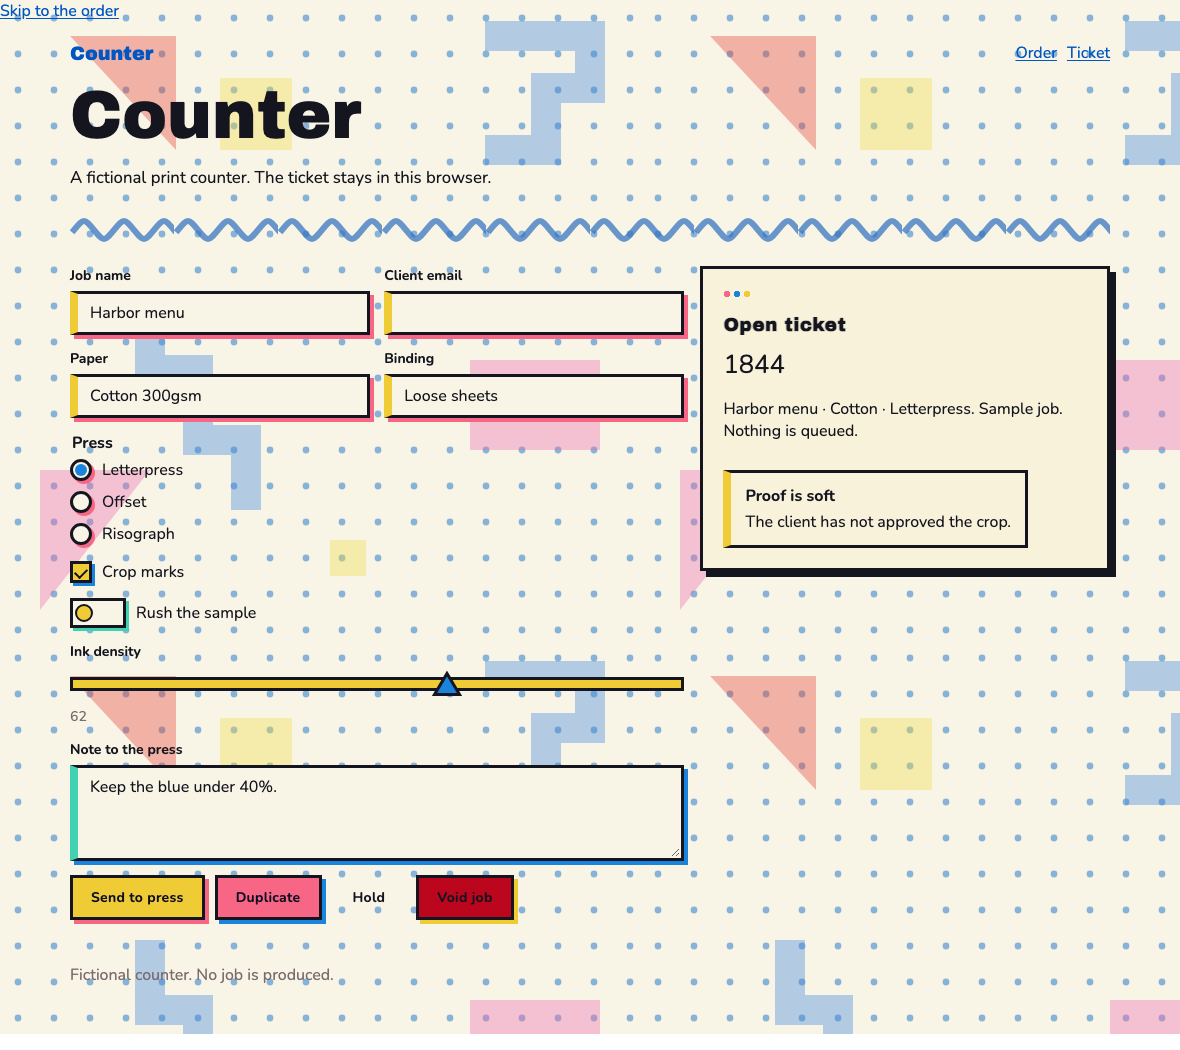 Skip to the order
Counter
Order Ticket
Counter
A fictional print counter. The ticket stays in this browser.
Job name
Client email
Harbor menu
Paper
Binding
Cotton 300gsm
Loose sheets
Press
Letterpress
Offset
Risograph
Crop marks
Rush the sample
Ink density
62
Note to the press
Keep the blue under 40%.
Send to press
Duplicate
Hold
Void job
Open ticket
1844
Harbor menu · Cotton · Letterpress. Sample job.
Nothing is queued.
Proof is soft
The client has not approved the crop.
Fictional counter. No job is produced.